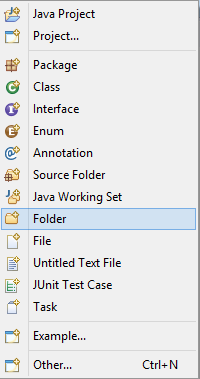 Java Project
Project...
Package
Class
Interface
Enum
Annotation
Source Folder
Java Working Set
Folder
File
Untitled Text File
JUnit Test Case
Task
Example...
Other... Ctrl+N